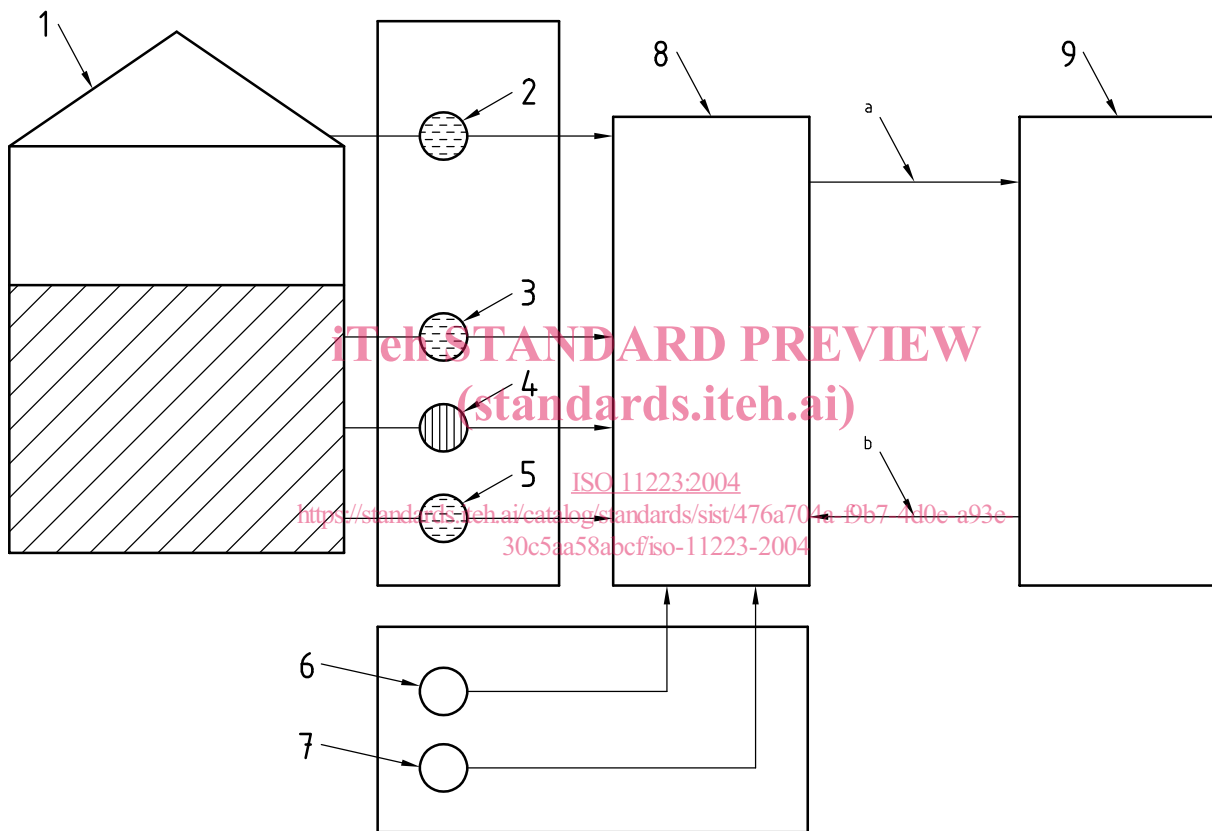 1
2
8
9
a
3
iTeh STANDARD PREVIEW
4
(standards.iteh.ai)
b
5
ISO 11223:2004
https://standards.iteh.ai/catalog/standards/sist/476a704a-f9b7-4d0e-a93e-
30c5aa58abcf/iso-11223-2004
6
7